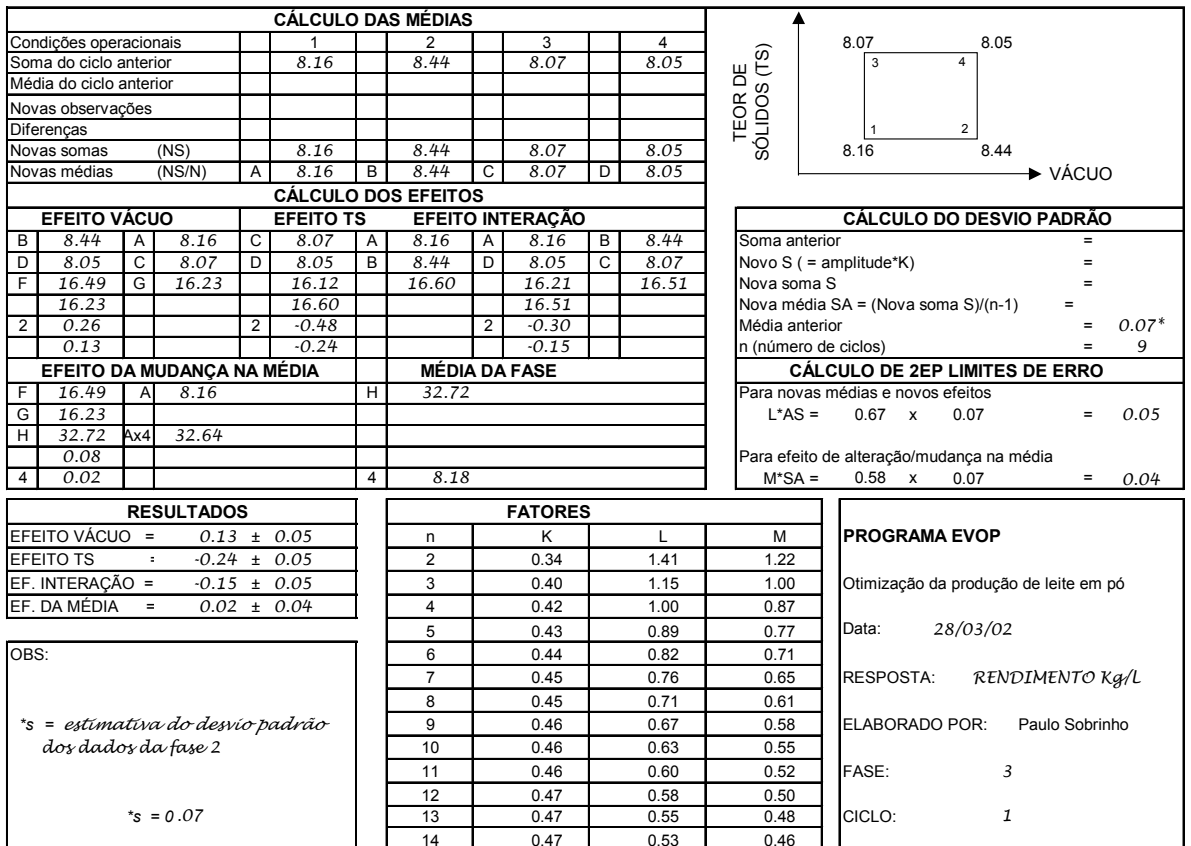 CÁLCULO DAS MÉDIAS
Condições operacionais 1 2 3 4
Soma do ciclo anterior 8.16 8.44 8.07 8.05
Média do ciclo anterior
Novas observações
Diferenças
Novas somas (NS) 8.16 8.44 8.07 8.05
Novas médias (NS/N) A 8.16 B 8.44 C 8.07 D 8.05
TEOR DE
SÓLIDOS (TS)
8.07 8.05
3 4
1 2
8.16 8.44
VÁCUO
CÁLCULO DOS EFEITOS
EFEITO VÁCUO EFEITO TS EFEITO INTERAÇÃO
B 8.44 A 8.16 C 8.07 A 8.16 A 8.16 B 8.44
D 8.05 C 8.07 D 8.05 B 8.44 D 8.05 C 8.07
F 16.49 G 16.23 16.12 16.60 16.21 16.51
16.23 16.60 16.51
2 0.26 2 -0.48 2 -0.30
0.13 -0.24 -0.15
EFEITO DA MUDANÇA NA MÉDIA MÉDIA DA FASE
F 16.49 A 8.16 H 32.72
G 16.23
H 32.72 Ax4 32.64
0.08
4 0.02 4 8.18
CÁLCULO DO DESVIO PADRÃO
Soma anterior =
Novo S ( = amplitude*K) =
Nova soma S =
Nova média SA = (Nova soma S)/(n-1) =
Média anterior = 0.07*
n (número de ciclos) = 9
CÁLCULO DE 2EP LIMITES DE ERRO
Para novas médias e novos efeitos
L*AS = 0.67 x 0.07 = 0.05
Para efeito de alteração/mudança na média
M*SA = 0.58 x 0.07 = 0.04
RESULTADOS
EFEITO VÁCUO = 0.13 ± 0.05
EFEITO TS = -0.24 ± 0.05
EF. INTERAÇÃO = -0.15 ± 0.05
EF. DA MÉDIA = 0.02 ± 0.04
OBS:
*s = estimativa do desvio padrão
dos dados da fase 2
*s = 0.07
FATORES
n K L M
2 0.34 1.41 1.22
3 0.40 1.15 1.00
4 0.42 1.00 0.87
5 0.43 0.89 0.77
6 0.44 0.82 0.71
7 0.45 0.76 0.65
8 0.45 0.71 0.61
9 0.46 0.67 0.58
10 0.46 0.63 0.55
11 0.46 0.60 0.52
12 0.47 0.58 0.50
13 0.47 0.55 0.48
14 0.47 0.53 0.46
PROGRAMA EVOP
Otimização da produção de leite em pó
Data: 28/03/02
RESPOSTA: RENDIMENTO Kg/L
ELABORADO POR: Paulo Sobrinho
FASE: 3
CICLO: 1